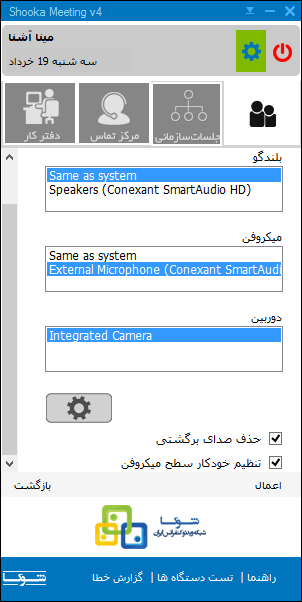 Shooka Meeting v4
مینا آشنا
سه شنبه 19 خرداد
جلسات‌سازمانی
مرکز تماس
دفتر کار
بلندگو
Same as system
Speakers (Conexant SmartAudio HD)
میکروفن
Same as system
External Microphone (Conexant SmartAudi
دوربین
Integrated Camera
حذف صدای برگشتی
تنظیم خودکار سطح میکروفن
اعمال
بازگشت
شوکا
شبکه ویدئو کنفرانس ایران
راهنما | تست دستگاه ها | گزارش خطا
شوکا